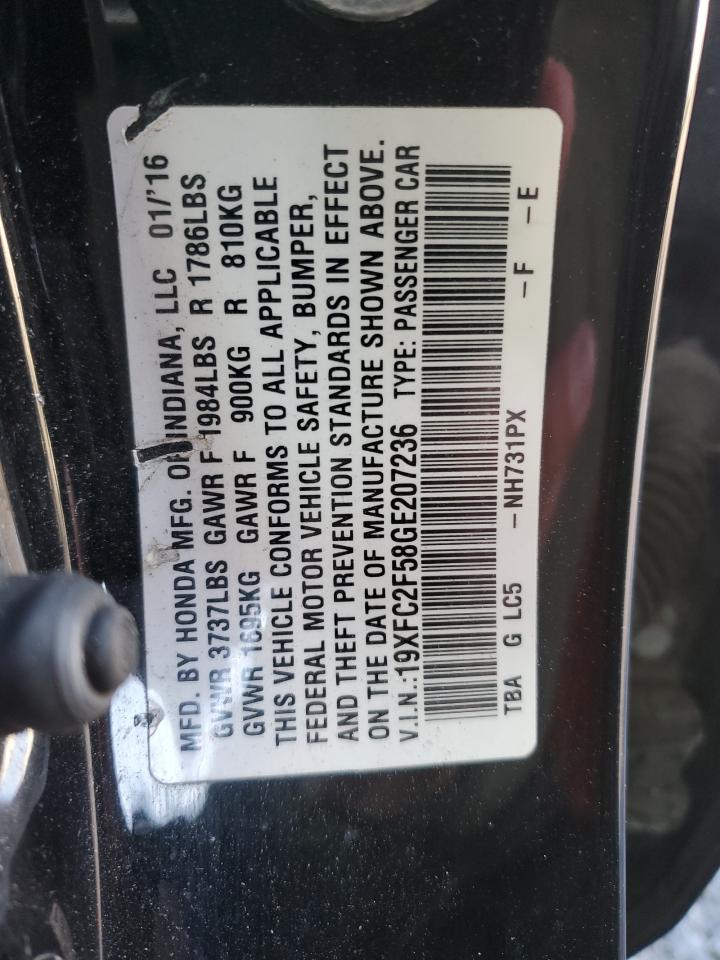 MFD. BY HONDA MFG. OF INDIANA, LLC 01/'16
GVWR 3737LBS GAWR F 1984LBS R 1786LBS
GVWR 1695KG GAWR F 900KG R 810KG
THIS VEHICLE CONFORMS TO ALL APPLICABLE
FEDERAL MOTOR VEHICLE SAFETY, BUMPER,
AND THEFT PREVENTION STANDARDS IN EFFECT
ON THE DATE OF MANUFACTURE SHOWN ABOVE.
V.I.N.:19XFC2F58GE207236 TYPE: PASSENGER CAR
TBA G LC5 -NH731PX -F -E